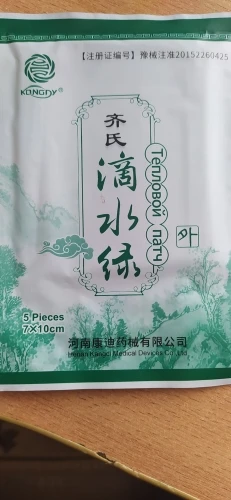 KONGDY®
【注册证编号】豫械注准20152260425
齐氏
滴水绿
Тепловой патч
外
5 Pieces
7×10cm
河南康迪药械有限公司
Henan Kangdi Medical Devices Co.,Ltd